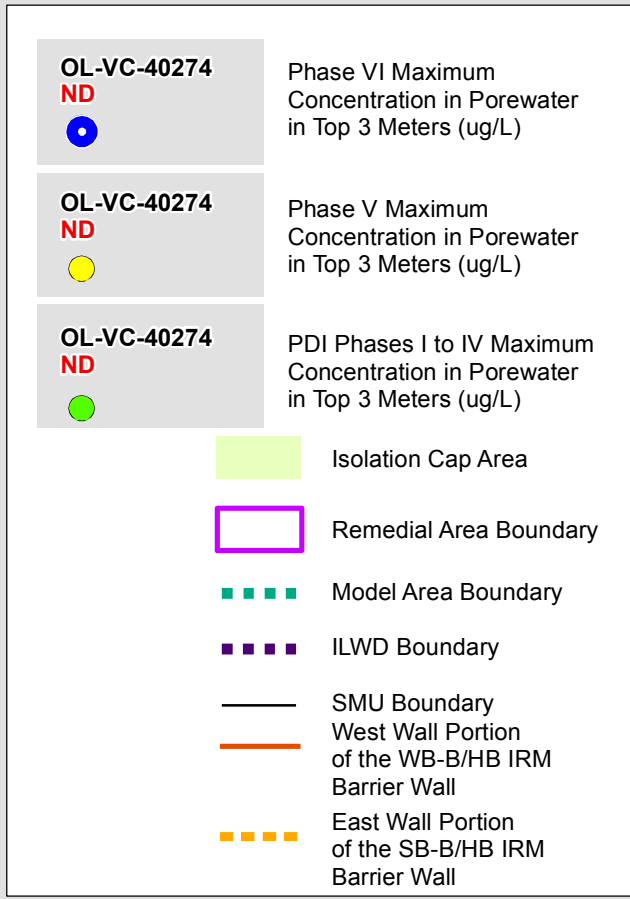 OL-VC-40274
ND
Phase VI Maximum
Concentration in Porewater
in Top 3 Meters (ug/L)
OL-VC-40274
ND
Phase V Maximum
Concentration in Porewater
in Top 3 Meters (ug/L)
OL-VC-40274
ND
PDI Phases I to IV Maximum
Concentration in Porewater
in Top 3 Meters (ug/L)
Isolation Cap Area
Remedial Area Boundary
Model Area Boundary
ILWD Boundary
SMU Boundary
West Wall Portion
of the WB-B/HB IRM
Barrier Wall
East Wall Portion
of the SB-B/HB IRM
Barrier Wall